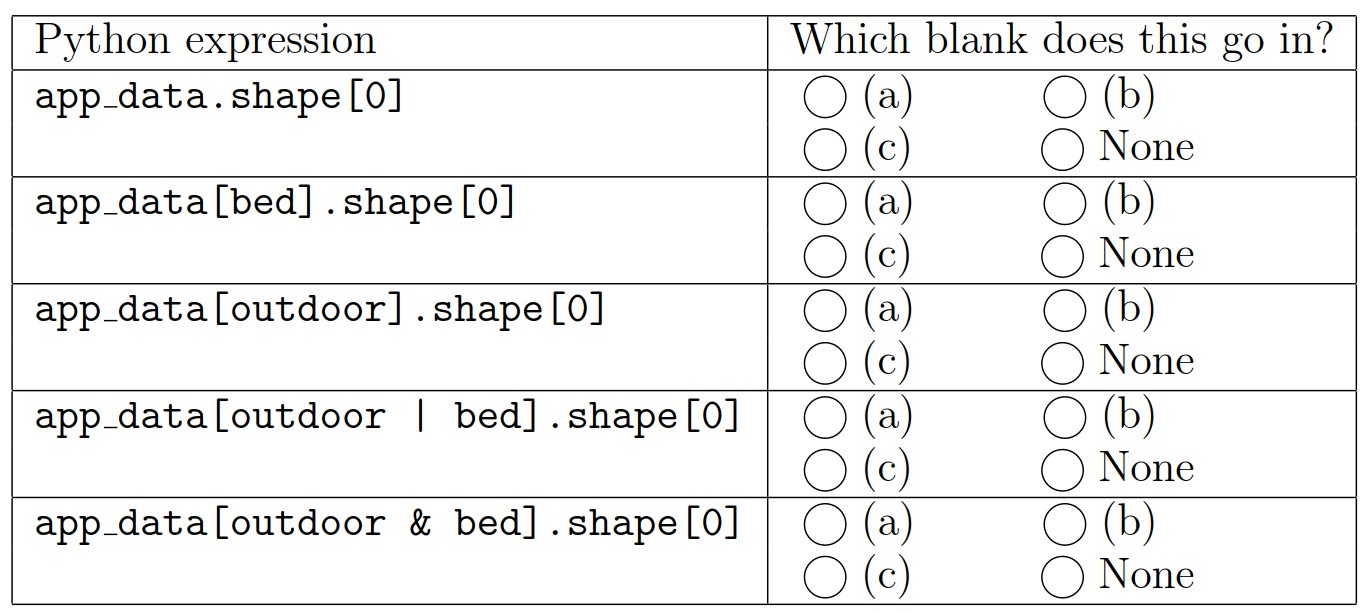 Python expression Which blank does this go in?
app_data.shape[0] (a) (b)
(c) None
app_data[bed].shape[0] (a) (b)
(c) None
app_data[outdoor].shape[0] (a) (b)
(c) None
app_data[outdoor | bed].shape[0] (a) (b)
(c) None
app_data[outdoor & bed].shape[0] (a) (b)
(c) None